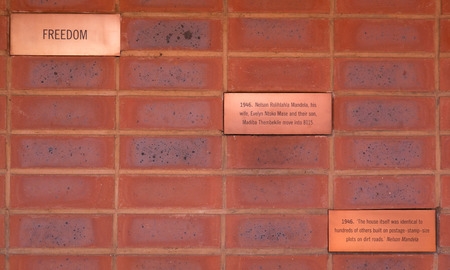 FREEDOM
1946. Nelson Rolihlahla Mandela, his
wife, Evelyn Ntoko Mase and their son,
Madiba Thembekile move into 8115
1946. 'The house itself was identical to
hundreds of others built on postage-stamp-size
plots on dirt roads.' Nelson Mandela